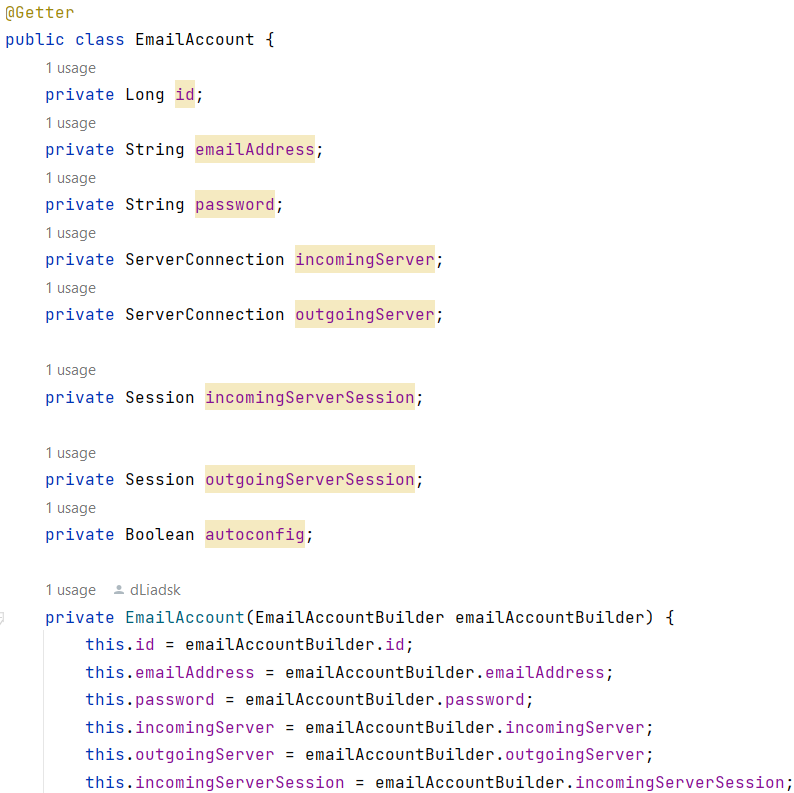 @Getter
public class EmailAccount {
1 usage
private Long id;
1 usage
private String emailAddress;
1 usage
private String password;
1 usage
private ServerConnection incomingServer;
1 usage
private ServerConnection outgoingServer;
1 usage
private Session incomingServerSession;
1 usage
private Session outgoingServerSession;
1 usage
private Boolean autoconfig;
1 usage dLiadsk
private EmailAccount(EmailAccountBuilder emailAccountBuilder) {
this.id = emailAccountBuilder.id;
this.emailAddress = emailAccountBuilder.emailAddress;
this.password = emailAccountBuilder.password;
this.incomingServer = emailAccountBuilder.incomingServer;
this.outgoingServer = emailAccountBuilder.outgoingServer;
this.incomingServerSession = emailAccountBuilder.incomingServerSession;